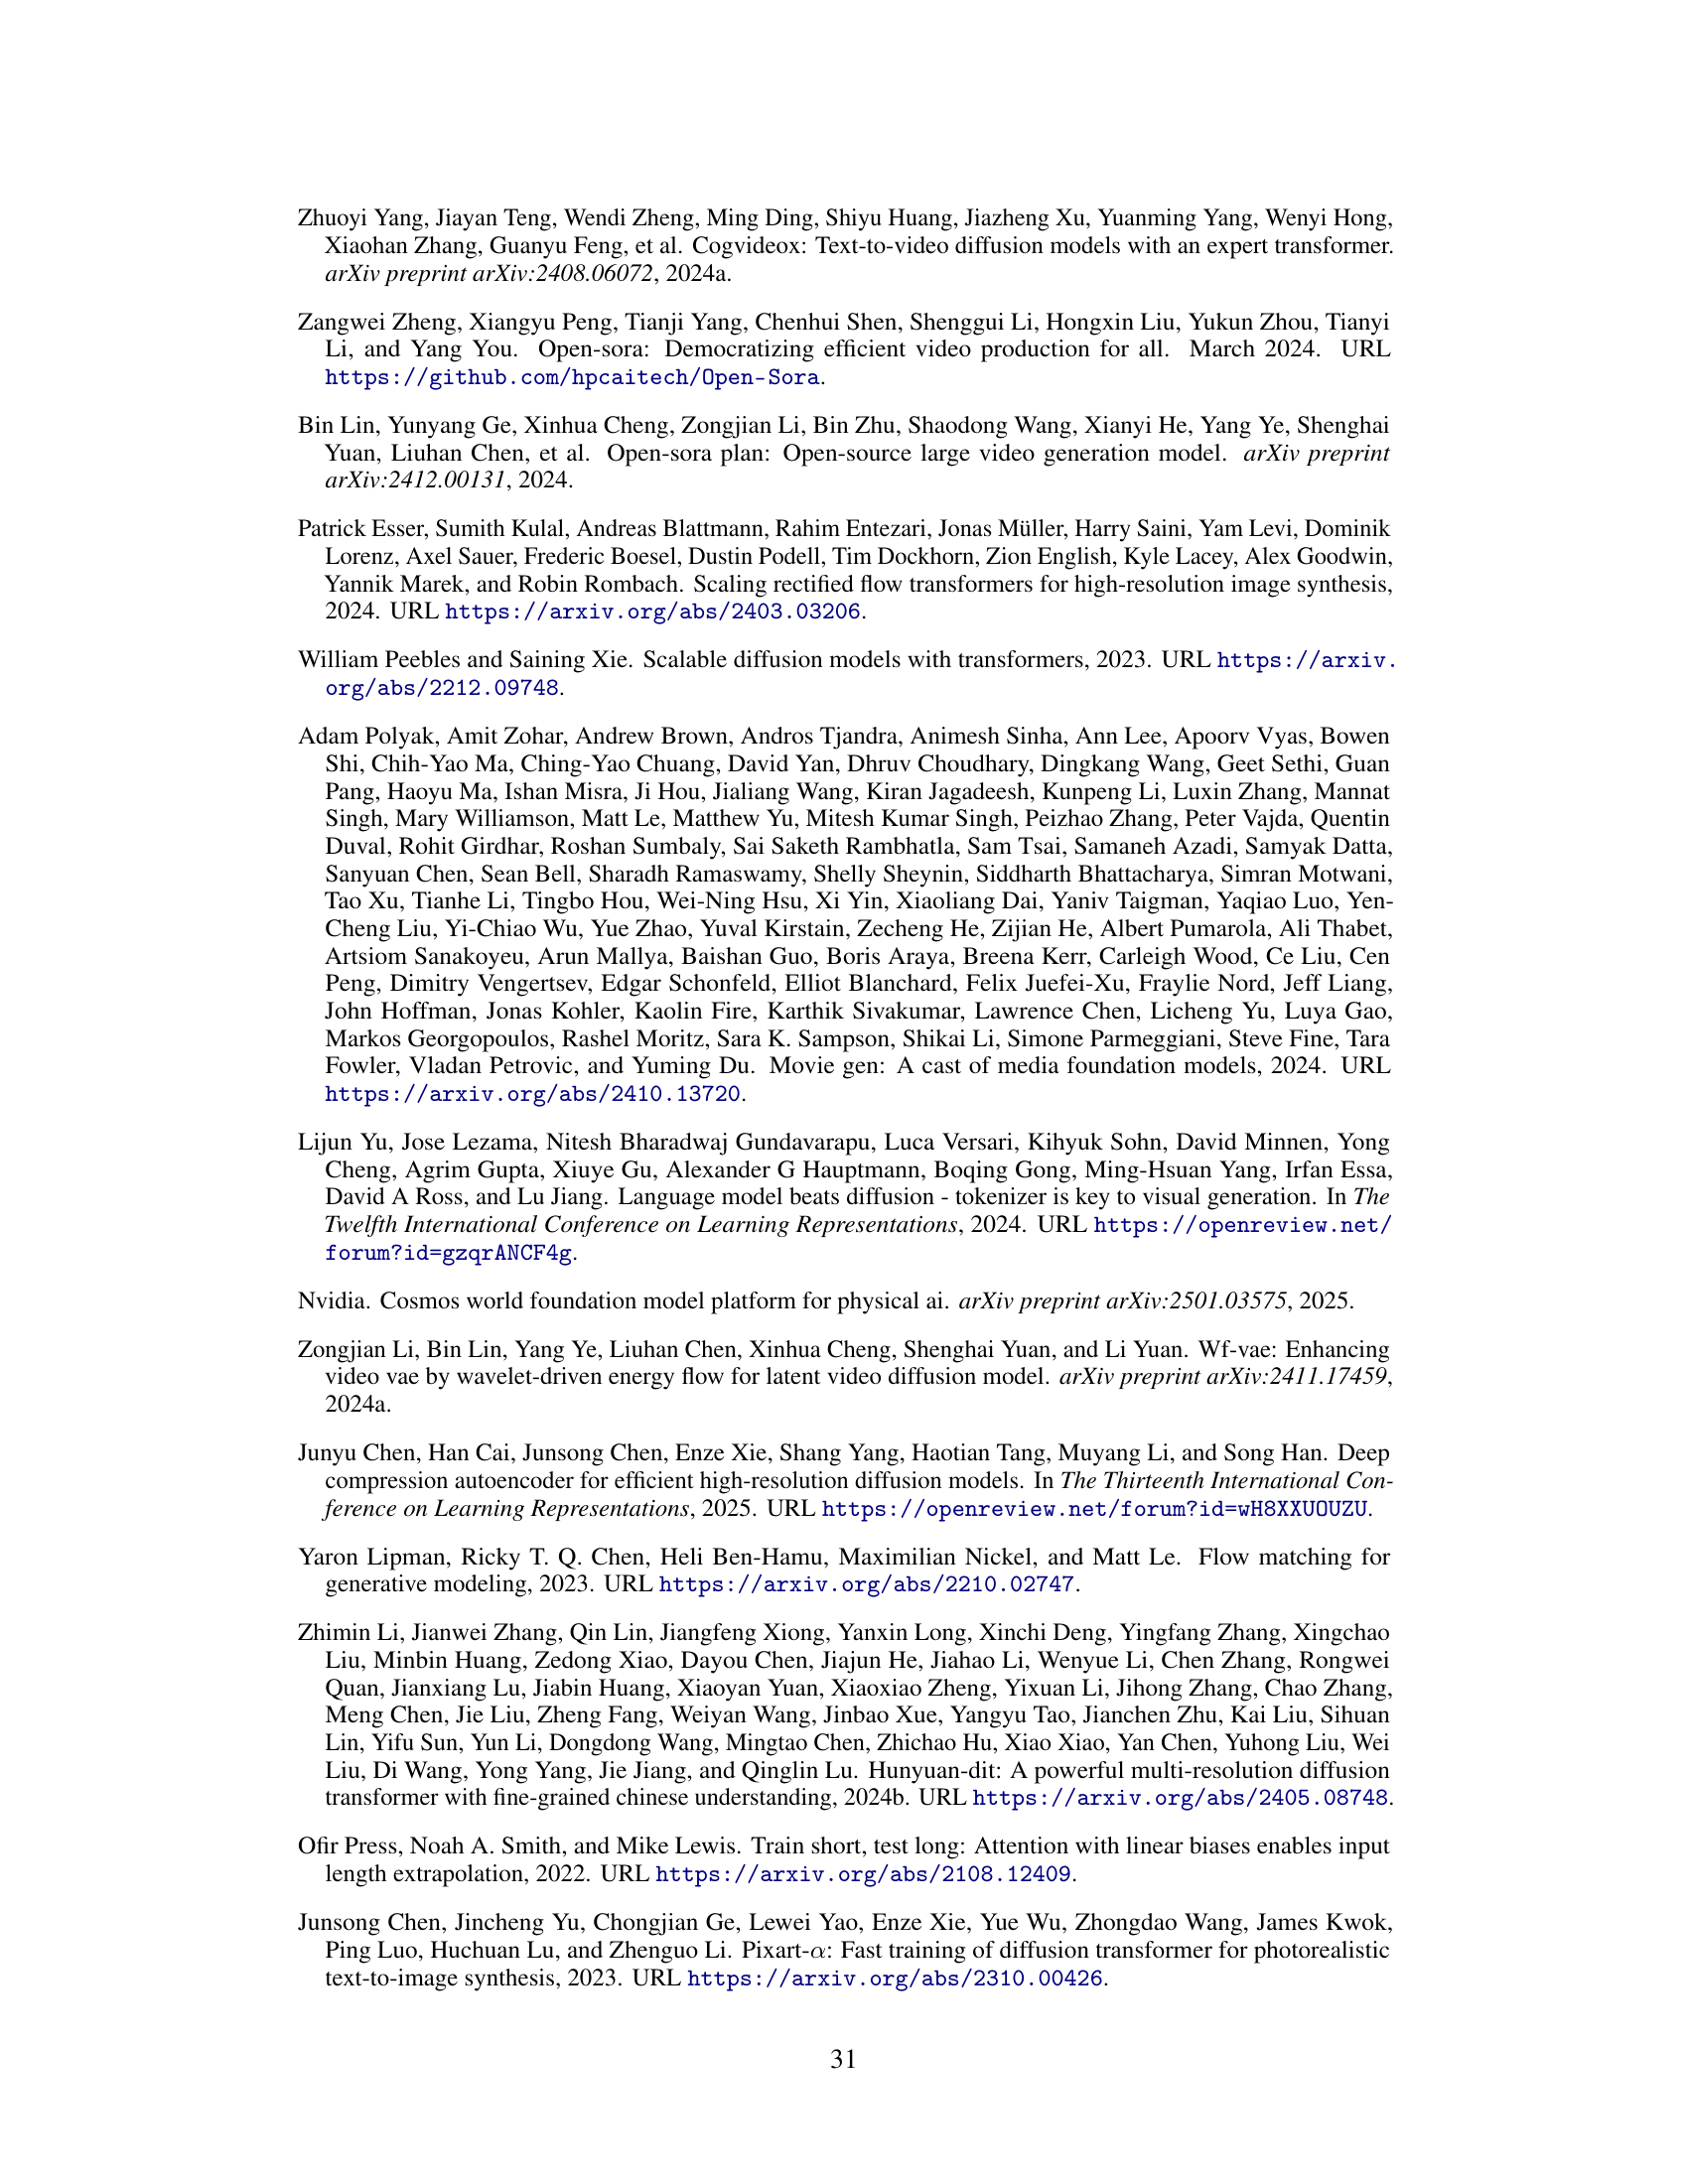 Zhuoyi Yang, Jiayan Teng, Wendi Zheng, Ming Ding, Shiyu Huang, Jiazheng Xu, Yuanming Yang, Wenyi Hong,
Xiaohan Zhang, Guanyu Feng, et al. Cogvideox: Text-to-video diffusion models with an expert transformer.
arXiv preprint arXiv:2408.06072, 2024a.
Zangwei Zheng, Xiangyu Peng, Tianji Yang, Chenhui Shen, Shenggui Li, Hongxin Liu, Yukun Zhou, Tianyi
Li, and Yang You. Open-sora: Democratizing efficient video production for all. March 2024. URL
https://github.com/hpcaitech/Open-Sora.
Bin Lin, Yunyang Ge, Xinhua Cheng, Zongjian Li, Bin Zhu, Shaodong Wang, Xianyi He, Yang Ye, Shenghai
Yuan, Liuhan Chen, et al. Open-sora plan: Open-source large video generation model. arXiv preprint
arXiv:2412.00131, 2024.
Patrick Esser, Sumith Kulal, Andreas Blattmann, Rahim Entezari, Jonas Müller, Harry Saini, Yam Levi, Dominik
Lorenz, Axel Sauer, Frederic Boesel, Dustin Podell, Tim Dockhorn, Zion English, Kyle Lacey, Alex Goodwin,
Yannik Marek, and Robin Rombach. Scaling rectified flow transformers for high-resolution image synthesis,
2024. URL https://arxiv.org/abs/2403.03206.
William Peebles and Saining Xie. Scalable diffusion models with transformers, 2023. URL https://arxiv.
org/abs/2212.09748.
Adam Polyak, Amit Zohar, Andrew Brown, Andros Tjandra, Animesh Sinha, Ann Lee, Apoorv Vyas, Bowen
Shi, Chih-Yao Ma, Ching-Yao Chuang, David Yan, Dhruv Choudhary, Dingkang Wang, Geet Sethi, Guan
Pang, Haoyu Ma, Ishan Misra, Ji Hou, Jialiang Wang, Kiran Jagadeesh, Kunpeng Li, Luxin Zhang, Mannat
Singh, Mary Williamson, Matt Le, Matthew Yu, Mitesh Kumar Singh, Peizhao Zhang, Peter Vajda, Quentin
Duval, Rohit Girdhar, Roshan Sumbaly, Sai Saketh Rambhatla, Sam Tsai, Samaneh Azadi, Samyak Datta,
Sanyuan Chen, Sean Bell, Sharadh Ramaswamy, Shelly Sheynin, Siddharth Bhattacharya, Simran Motwani,
Tao Xu, Tianhe Li, Tingbo Hou, Wei-Ning Hsu, Xi Yin, Xiaoliang Dai, Yaniv Taigman, Yaqiao Luo, Yen-
Cheng Liu, Yi-Chiao Wu, Yue Zhao, Yuval Kirstain, Zecheng He, Zijian He, Albert Pumarola, Ali Thabet,
Artsiom Sanakoyeu, Arun Mallya, Baishan Guo, Boris Araya, Breena Kerr, Carleigh Wood, Ce Liu, Cen
Peng, Dimitry Vengertsev, Edgar Schonfeld, Elliot Blanchard, Felix Juefei-Xu, Fraylie Nord, Jeff Liang,
John Hoffman, Jonas Kohler, Kaolin Fire, Karthik Sivakumar, Lawrence Chen, Licheng Yu, Luya Gao,
Markos Georgopoulos, Rashel Moritz, Sara K. Sampson, Shikai Li, Simone Parmeggiani, Steve Fine, Tara
Fowler, Vladan Petrovic, and Yuming Du. Movie gen: A cast of media foundation models, 2024. URL
https://arxiv.org/abs/2410.13720.
Lijun Yu, Jose Lezama, Nitesh Bharadwaj Gundavarapu, Luca Versari, Kihyuk Sohn, David Minnen, Yong
Cheng, Agrim Gupta, Xiuye Gu, Alexander G Hauptmann, Boqing Gong, Ming-Hsuan Yang, Irfan Essa,
David A Ross, and Lu Jiang. Language model beats diffusion - tokenizer is key to visual generation. In The
Twelfth International Conference on Learning Representations, 2024. URL https://openreview.net/
forum?id=gzqrANCF4g.
Nvidia. Cosmos world foundation model platform for physical ai. arXiv preprint arXiv:2501.03575, 2025.
Zongjian Li, Bin Lin, Yang Ye, Liuhan Chen, Xinhua Cheng, Shenghai Yuan, and Li Yuan. Wf-vae: Enhancing
video vae by wavelet-driven energy flow for latent video diffusion model. arXiv preprint arXiv:2411.17459,
2024a.
Junyu Chen, Han Cai, Junsong Chen, Enze Xie, Shang Yang, Haotian Tang, Muyang Li, and Song Han. Deep
compression autoencoder for efficient high-resolution diffusion models. In The Thirteenth International Con-
ference on Learning Representations, 2025. URL https://openreview.net/forum?id=wH8XXUOUZU.
Yaron Lipman, Ricky T. Q. Chen, Heli Ben-Hamu, Maximilian Nickel, and Matt Le. Flow matching for
generative modeling, 2023. URL https://arxiv.org/abs/2210.02747.
Zhimin Li, Jianwei Zhang, Qin Lin, Jiangfeng Xiong, Yanxin Long, Xinchi Deng, Yingfang Zhang, Xingchao
Liu, Minbin Huang, Zedong Xiao, Dayou Chen, Jiajun He, Jiahao Li, Wenyue Li, Chen Zhang, Rongwei
Quan, Jianxiang Lu, Jiabin Huang, Xiaoyan Yuan, Xiaoxiao Zheng, Yixuan Li, Jihong Zhang, Chao Zhang,
Meng Chen, Jie Liu, Zheng Fang, Weiyan Wang, Jinbao Xue, Yangyu Tao, Jianchen Zhu, Kai Liu, Sihuan
Lin, Yifu Sun, Yun Li, Dongdong Wang, Mingtao Chen, Zhichao Hu, Xiao Xiao, Yan Chen, Yuhong Liu, Wei
Liu, Di Wang, Yong Yang, Jie Jiang, and Qinglin Lu. Hunyuan-dit: A powerful multi-resolution diffusion
transformer with fine-grained chinese understanding, 2024b. URL https://arxiv.org/abs/2405.08748.
Ofir Press, Noah A. Smith, and Mike Lewis. Train short, test long: Attention with linear biases enables input
length extrapolation, 2022. URL https://arxiv.org/abs/2108.12409.
Junsong Chen, Jincheng Yu, Chongjian Ge, Lewei Yao, Enze Xie, Yue Wu, Zhongdao Wang, James Kwok,
Ping Luo, Huchuan Lu, and Zhenguo Li. Pixart-α: Fast training of diffusion transformer for photorealistic
text-to-image synthesis, 2023. URL https://arxiv.org/abs/2310.00426.
31